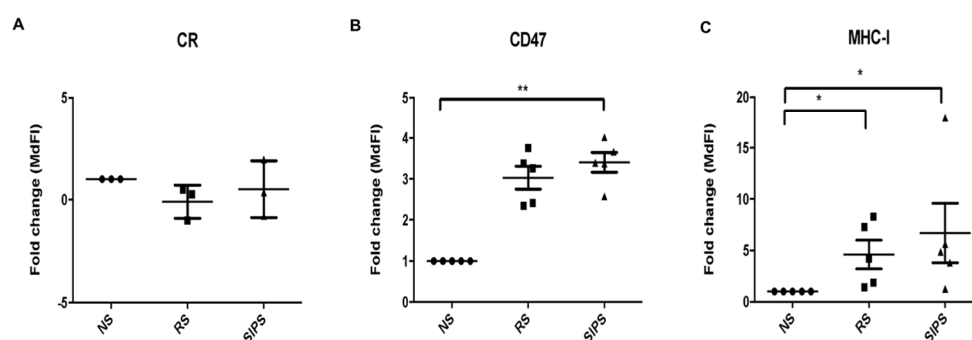 A
CR
Fold change (MdFI)
5
0
-5
NS
RS
SIPS
B
CD47
**
Fold change (MdFI)
5
4
3
2
1
0
NS
RS
SIPS
C
MHC-I
*
*
Fold change (MdFI)
20
15
10
5
0
NS
RS
SIPS